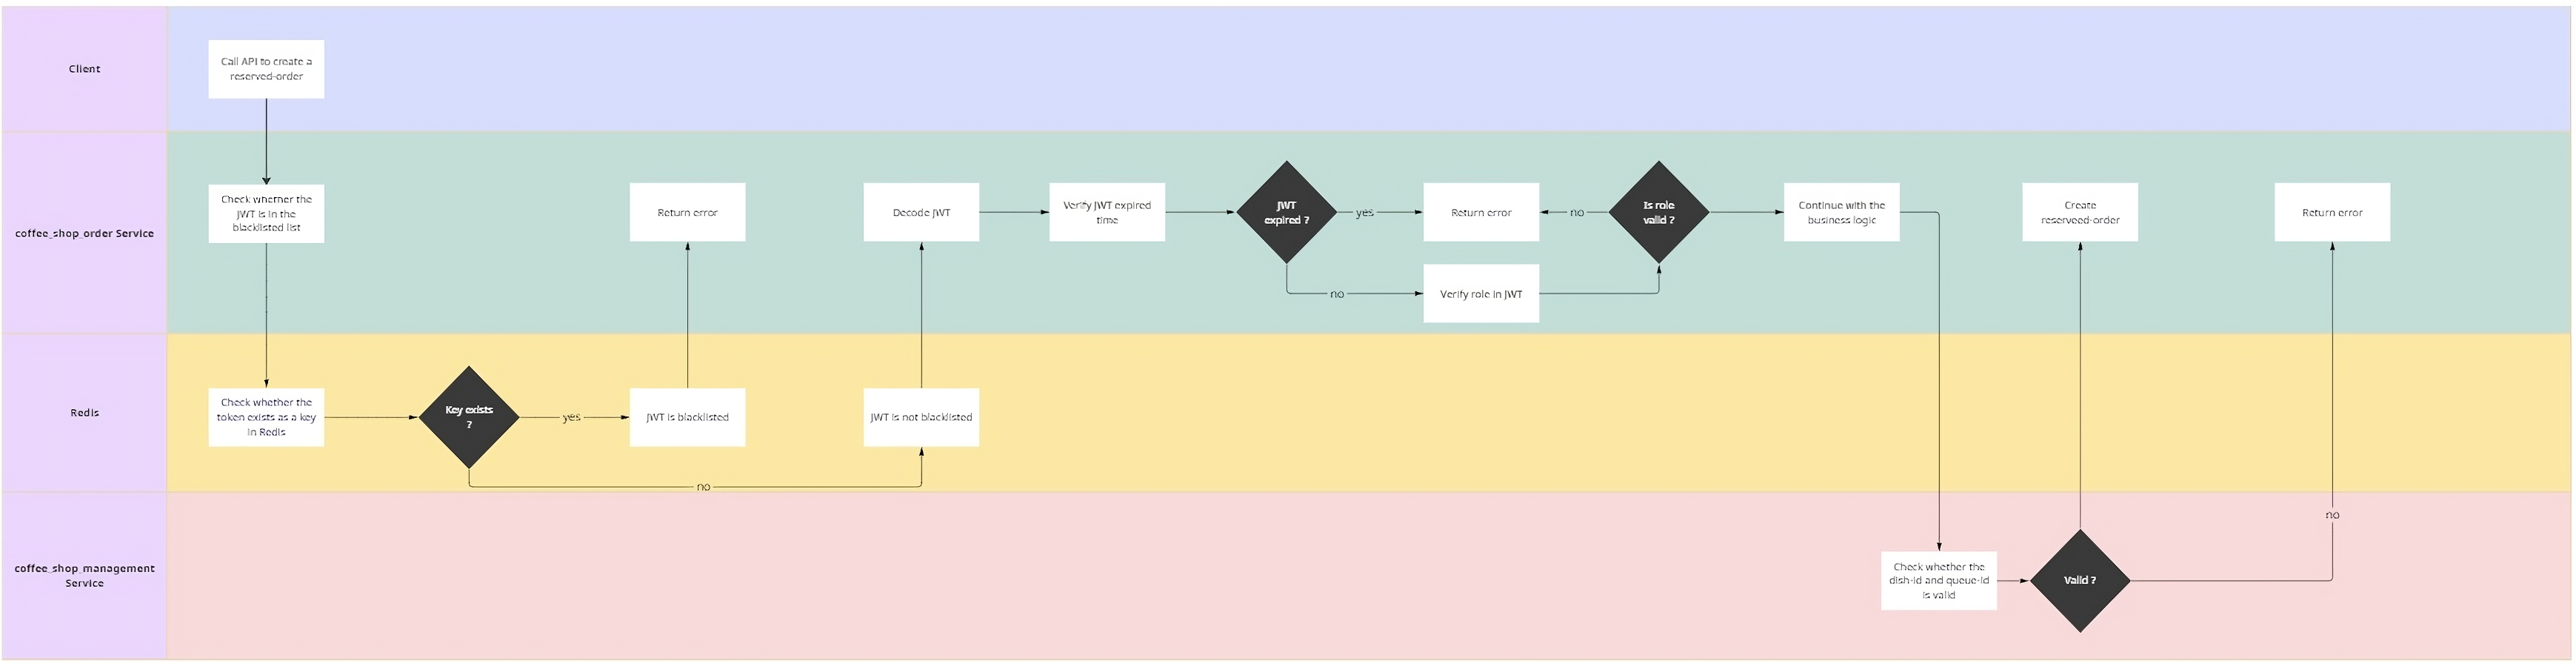 Client
Call API to create a
reserved-order
coffee_shop_order Service
Check whether the
JWT is in the
blacklisted list
Return error
Decode JWT
Verify JWT expired
time
JWT
expired ?
yes
no
Return error
Verify role in JWT
no
Is role
valid ?
Continue with the
business logic
Create
reserveed-order
Return error
Redis
Check whether the
token exists as a key
in Redis
Key exists
?
yes
no
JWT is blacklisted
JWT is not blacklisted
coffee_shop_management
Service
Check whether the
dish-id and queue-id
is valid
Valid ?
no